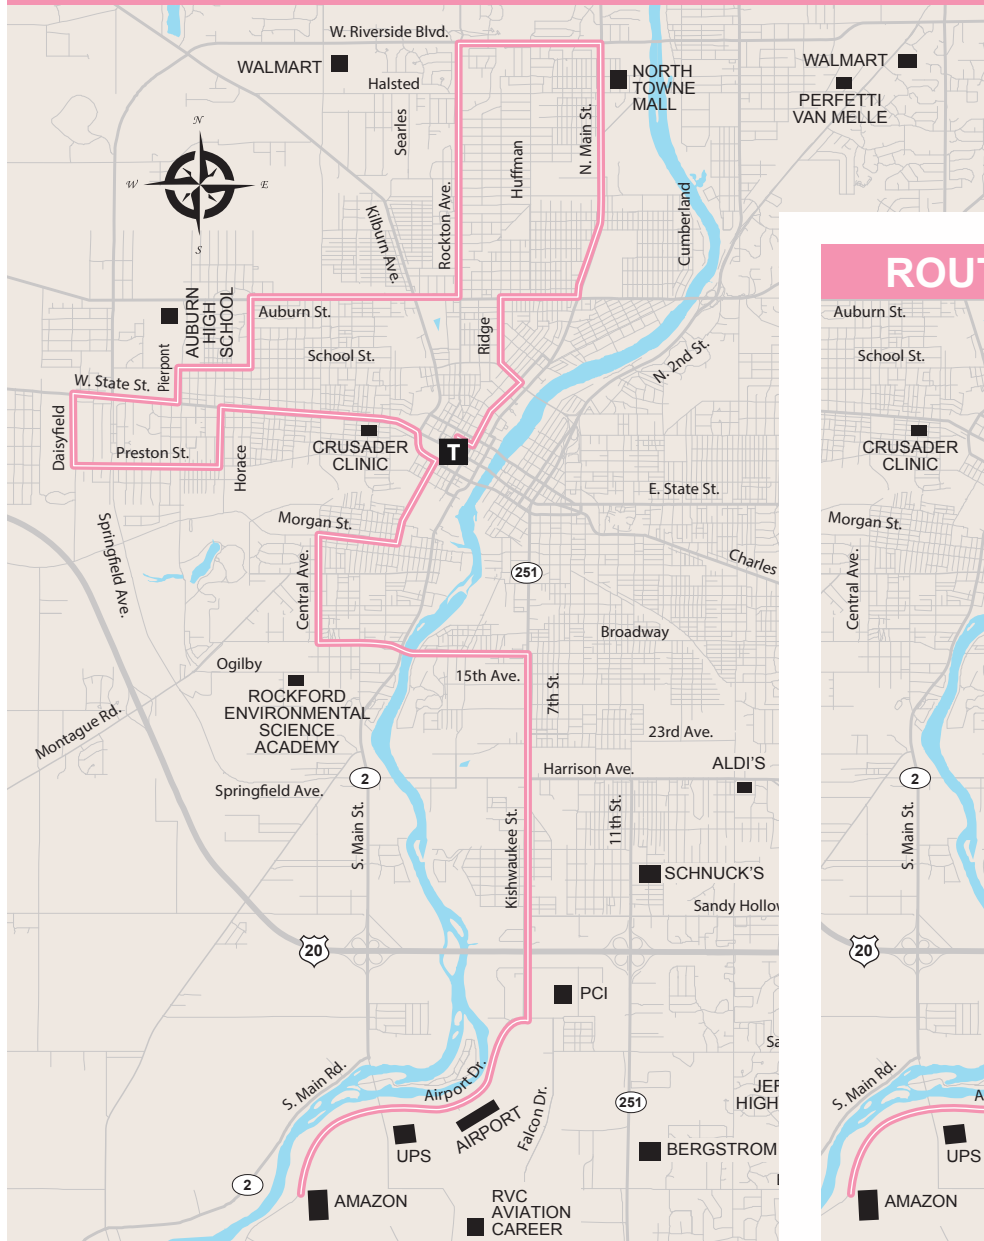 W. Riverside Blvd.
WALMART
Halsted
Searles
NORTH
TOWNE
MALL
WALMART
PERFETTI
VAN MELLE
N
W
E
S
Kilburn Ave.
Rockton Ave.
Huffman
N. Main St.
Cumberland
AUBURN
HIGH
SCHOOL
Auburn St.
Pierpont
School St.
Ridge
N. 2nd St.
W. State St.
Daisyfield
Preston St.
Horace
CRUSADER
CLINIC
T
E. State St.
Morgan St.
Springfield Ave.
Central Ave.
251
Charles
Broadway
Ogilby
15th Ave.
7th St.
ROCKFORD
ENVIRONMENTAL
SCIENCE
ACADEMY
Montague Rd.
23rd Ave.
2
Harrison Ave.
ALDI'S
Springfield Ave.
S. Main St.
Kishwaukee St.
11th St.
SCHNUCK'S
Sandy Hollo
20
PCI
S. Main Rd.
Airport Dr.
AIRPORT
Falcon Dr.
251
Sa
JEF
HIGH
UPS
BERGSTROM
2
AMAZON
RVC
AVIATION
CAREER
ROUT
Auburn St.
School St.
CRUSADER
CLINIC
Morgan St.
Central Ave.
2
S. Main St.
20
S. Main Rd.
A
UPS
AMAZON